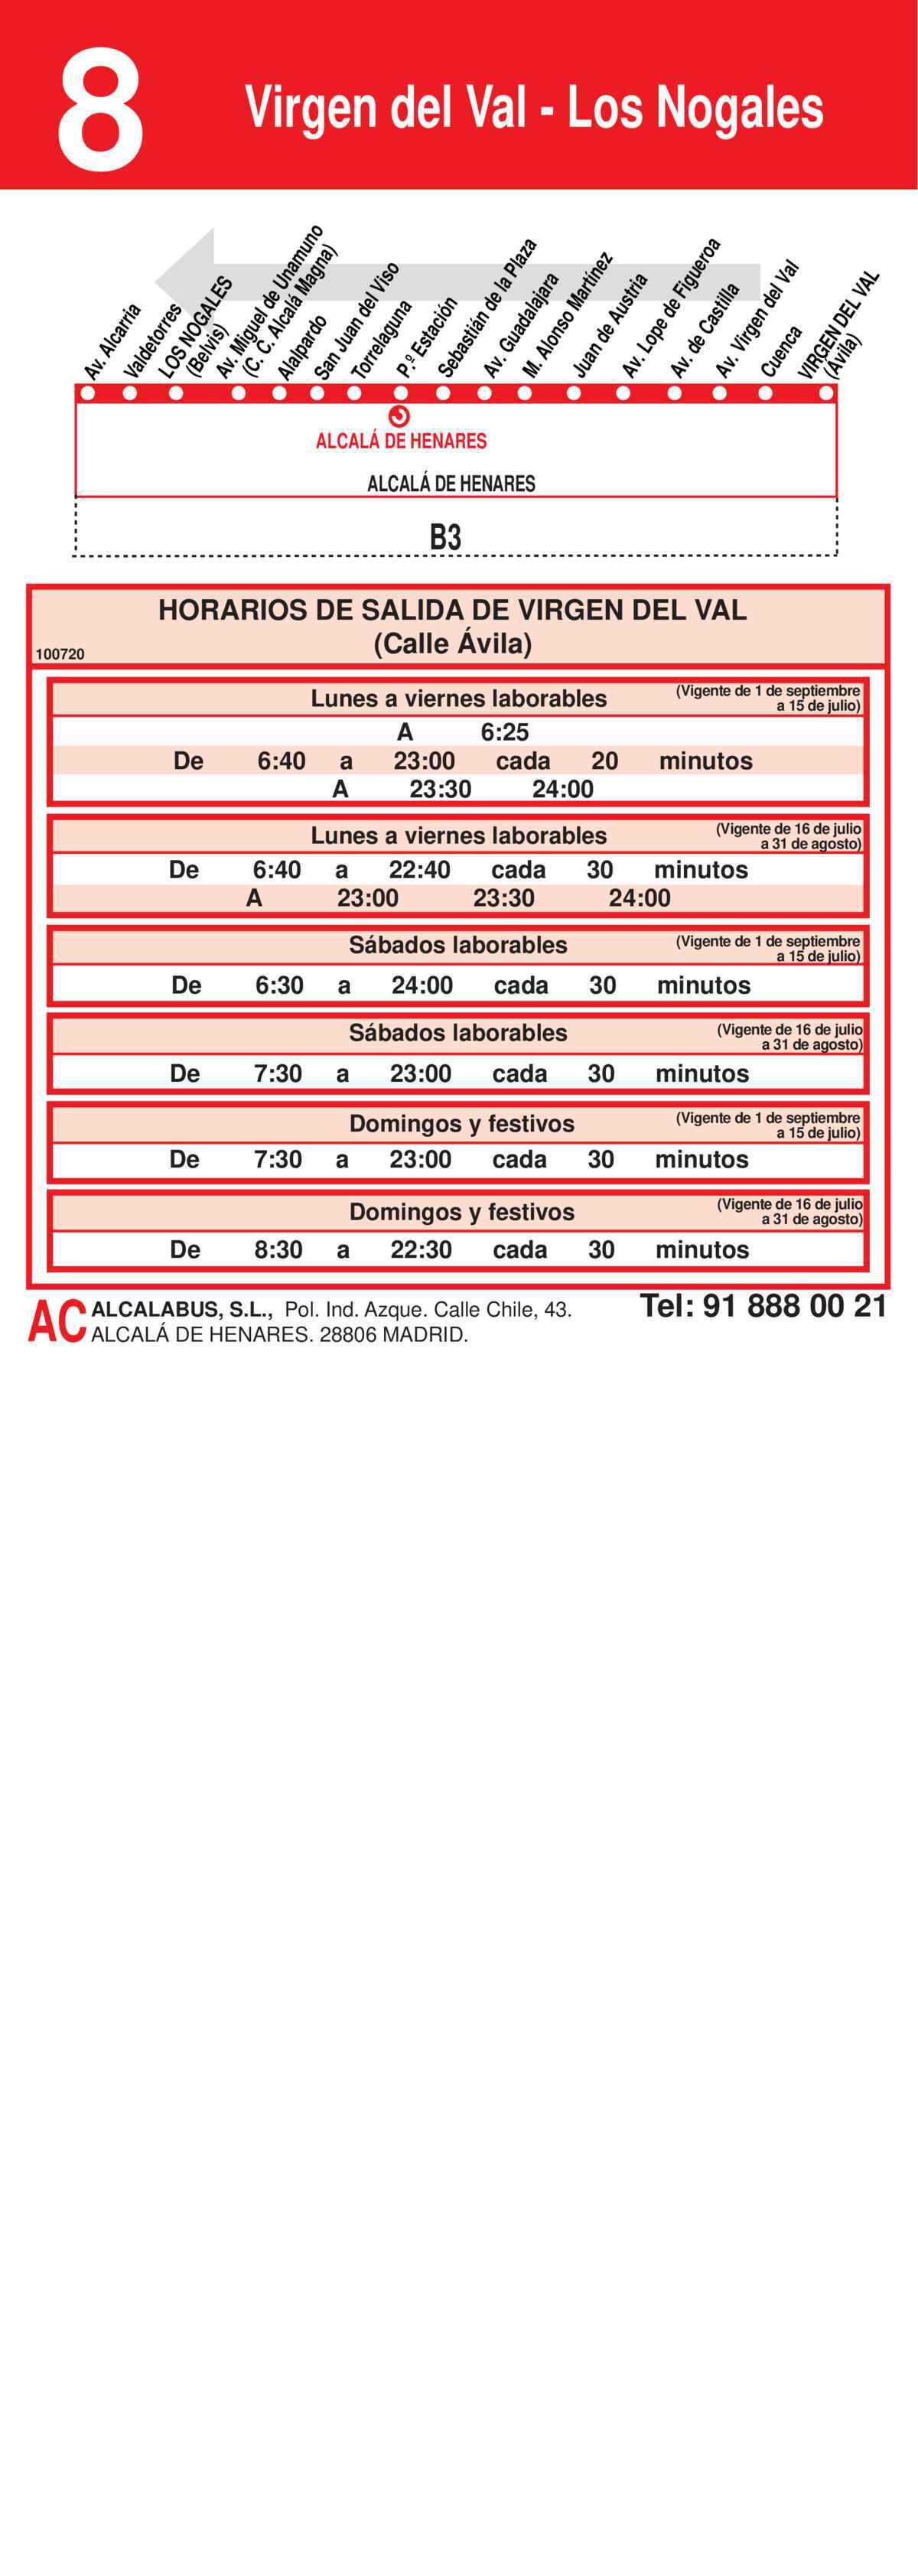 8
Virgen del Val - Los Nogales
Av. Alcarria
Valdetorres
LOS NOGALES
(Belvis)
Av. Miguel de Unamuno
(C. C. Alcalá Magna)
Alalpardo
San Juan del Viso
Torrelaguna
P.º Estación
Sebastián de la Plaza
Av. Guadalajara
M. Alonso Martínez
Juan de Austria
Av. Lope de Figueroa
Av. de Castilla
Av. Virgen del Val
Cuenca
VIRGEN DEL VAL
(Ávila)
ALCALÁ DE HENARES
ALCALÁ DE HENARES
B3
HORARIOS DE SALIDA DE VIRGEN DEL VAL
(Calle Ávila)
100720
Lunes a viernes laborables (Vigente de 1 de septiembre
a 15 de julio)
A 6:25
De 6:40 a 23:00 cada 20 minutos
A 23:30 24:00
Lunes a viernes laborables (Vigente de 16 de julio
a 31 de agosto)
De 6:40 a 22:40 cada 30 minutos
A 23:00 23:30 24:00
Sábados laborables (Vigente de 1 de septiembre
a 15 de julio)
De 6:30 a 24:00 cada 30 minutos
Sábados laborables (Vigente de 16 de julio
a 31 de agosto)
De 7:30 a 23:00 cada 30 minutos
Domingos y festivos (Vigente de 1 de septiembre
a 15 de julio)
De 7:30 a 23:00 cada 30 minutos
Domingos y festivos (Vigente de 16 de julio
a 31 de agosto)
De 8:30 a 22:30 cada 30 minutos
AC ALCALABUS, S.L., Pol. Ind. Azque. Calle Chile, 43. Tel: 91 888 00 21
ALCALÁ DE HENARES. 28806 MADRID.